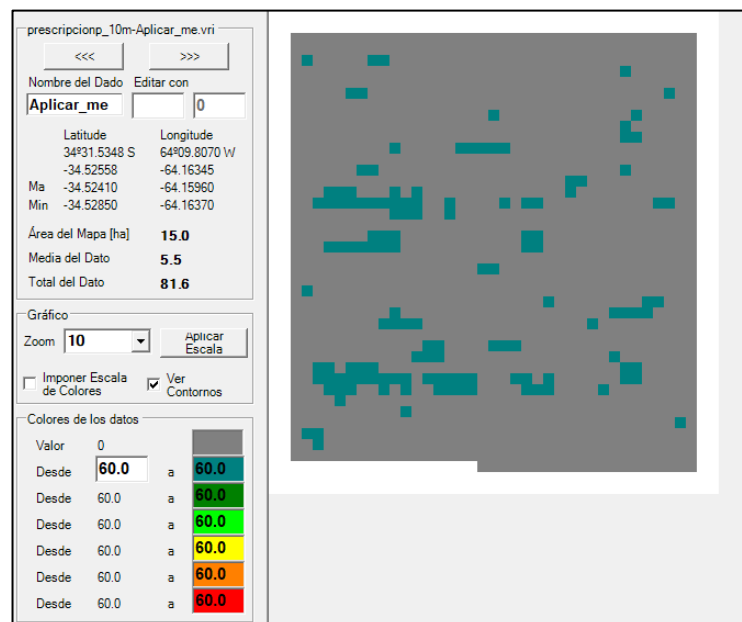 prescripcionp_10m-Aplicar_me.vri
<<< >>>
Nombre del Dado Editar con
Aplicar_me 0
Latitude Longitude
34º31.5348 S 64º09.8070 W
-34.52558 -64.16345
Ma -34.52410 -64.15960
Min -34.52850 -64.16370
Área del Mapa [ha] 15.0
Media del Dato 5.5
Total del Dato 81.6
Gráfico
Zoom 10 Aplicar Escala
Imponer Escala de Colores Ver Contornos
Colores de los datos
Valor 0
Desde 60.0 a 60.0
Desde 60.0 a 60.0
Desde 60.0 a 60.0
Desde 60.0 a 60.0
Desde 60.0 a 60.0
Desde 60.0 a 60.0